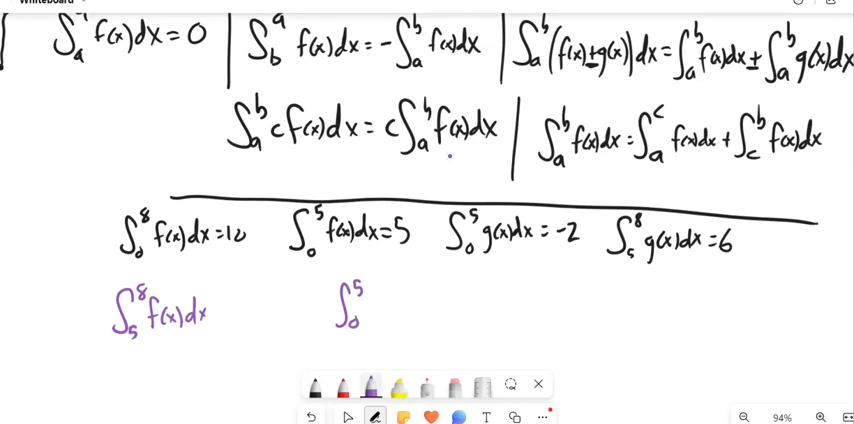 Whiteboard
∫_a^a f(x)dx = 0 | ∫_b^a f(x)dx = -∫_a^b f(x)dx | ∫_a^b (f(x) ± g(x))dx = ∫_a^b f(x)dx ± ∫_a^b g(x)dx
∫_a^b cf(x)dx = c∫_a^b f(x)dx | ∫_a^b f(x)dx = ∫_a^c f(x)dx + ∫_c^b f(x)dx
∫_0^8 f(x)dx = 10 ∫_0^5 f(x)dx = 5 ∫_0^5 g(x)dx = -2 ∫_5^8 g(x)dx = 6
∫_5^8 f(x)dx ∫_0^5
T
94%